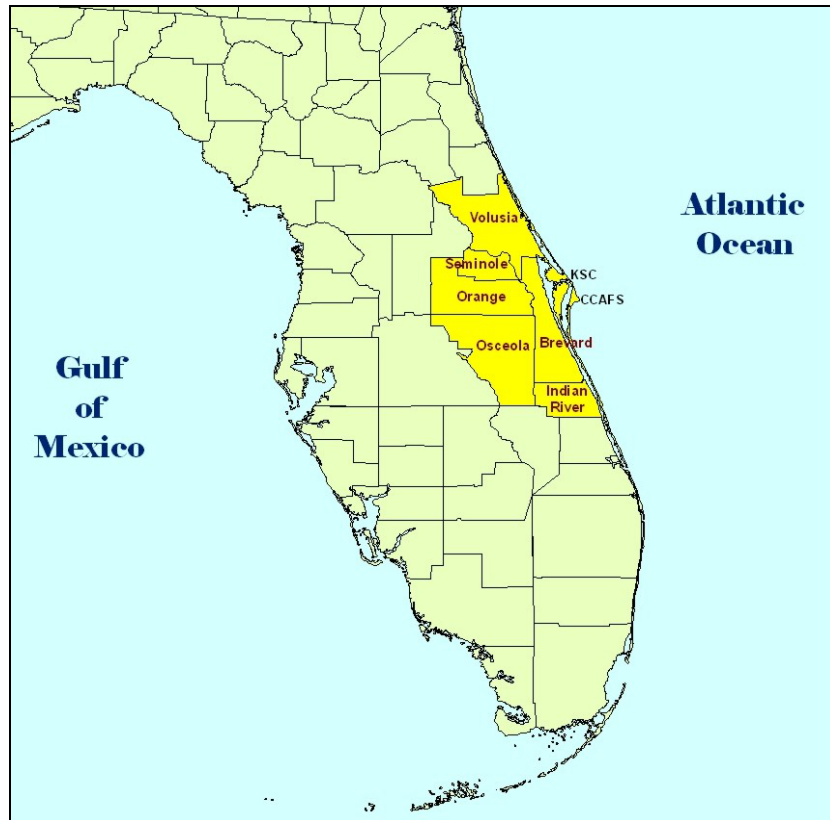 Volusia
Atlantic
Ocean
Seminole
KSC
Orange
CCAFS
Osceola
Brevard
Gulf
of
Mexico
Indian
River